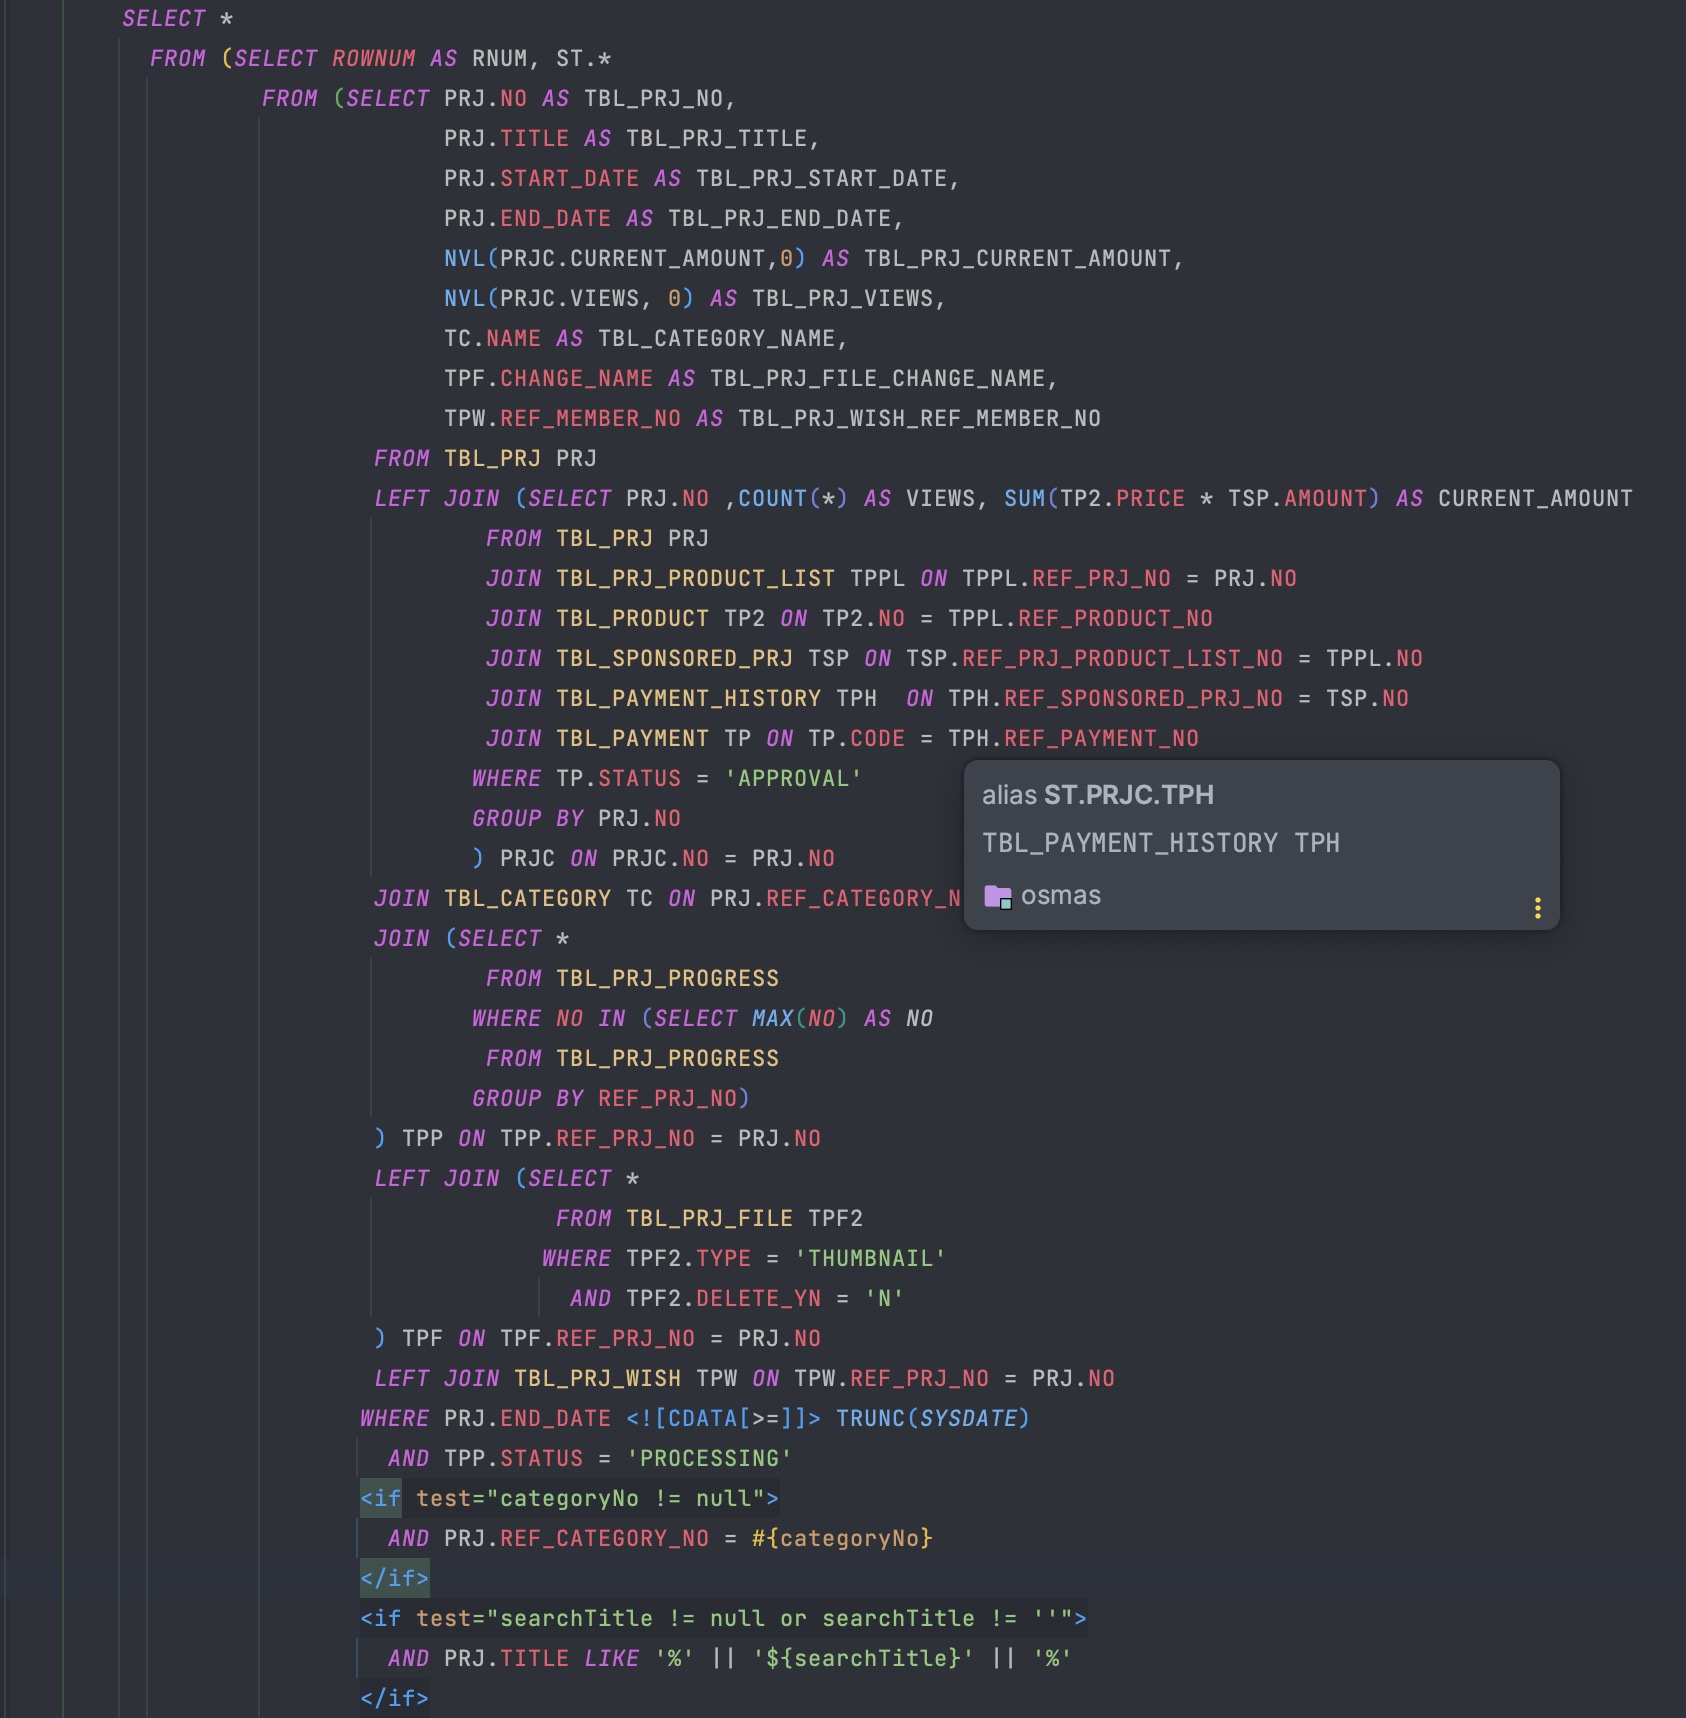 SELECT *
FROM (SELECT ROWNUM AS RNUM, ST.*
FROM (SELECT PRJ.NO AS TBL_PRJ_NO,
PRJ.TITLE AS TBL_PRJ_TITLE,
PRJ.START_DATE AS TBL_PRJ_START_DATE,
PRJ.END_DATE AS TBL_PRJ_END_DATE,
NVL(PRJC.CURRENT_AMOUNT,0) AS TBL_PRJ_CURRENT_AMOUNT,
NVL(PRJC.VIEWS, 0) AS TBL_PRJ_VIEWS,
TC.NAME AS TBL_CATEGORY_NAME,
TPF.CHANGE_NAME AS TBL_PRJ_FILE_CHANGE_NAME,
TPW.REF_MEMBER_NO AS TBL_PRJ_WISH_REF_MEMBER_NO
FROM TBL_PRJ PRJ
LEFT JOIN (SELECT PRJ.NO ,COUNT(*) AS VIEWS, SUM(TP2.PRICE * TSP.AMOUNT) AS CURRENT_AMOUNT
FROM TBL_PRJ PRJ
JOIN TBL_PRJ_PRODUCT_LIST TPPL ON TPPL.REF_PRJ_NO = PRJ.NO
JOIN TBL_PRODUCT TP2 ON TP2.NO = TPPL.REF_PRODUCT_NO
JOIN TBL_SPONSORED_PRJ TSP ON TSP.REF_PRJ_PRODUCT_LIST_NO = TPPL.NO
JOIN TBL_PAYMENT_HISTORY TPH  ON TPH.REF_SPONSORED_PRJ_NO = TSP.NO
JOIN TBL_PAYMENT TP ON TP.CODE = TPH.REF_PAYMENT_NO
WHERE TP.STATUS = 'APPROVAL'
GROUP BY PRJ.NO
) PRJC ON PRJC.NO = PRJ.NO
JOIN TBL_CATEGORY TC ON PRJ.REF_CATEGORY_N
alias ST.PRJC.TPH
TBL_PAYMENT_HISTORY TPH
osmas
JOIN (SELECT *
FROM TBL_PRJ_PROGRESS
WHERE NO IN (SELECT MAX(NO) AS NO
FROM TBL_PRJ_PROGRESS
GROUP BY REF_PRJ_NO)
) TPP ON TPP.REF_PRJ_NO = PRJ.NO
LEFT JOIN (SELECT *
FROM TBL_PRJ_FILE TPF2
WHERE TPF2.TYPE = 'THUMBNAIL'
AND TPF2.DELETE_YN = 'N'
) TPF ON TPF.REF_PRJ_NO = PRJ.NO
LEFT JOIN TBL_PRJ_WISH TPW ON TPW.REF_PRJ_NO = PRJ.NO
WHERE PRJ.END_DATE <![CDATA[>=]]> TRUNC(SYSDATE)
AND TPP.STATUS = 'PROCESSING'
<if test="categoryNo != null">
AND PRJ.REF_CATEGORY_NO = #{categoryNo}
</if>
<if test="searchTitle != null or searchTitle != ''">
AND PRJ.TITLE LIKE '%' || '${searchTitle}' || '%'
</if>